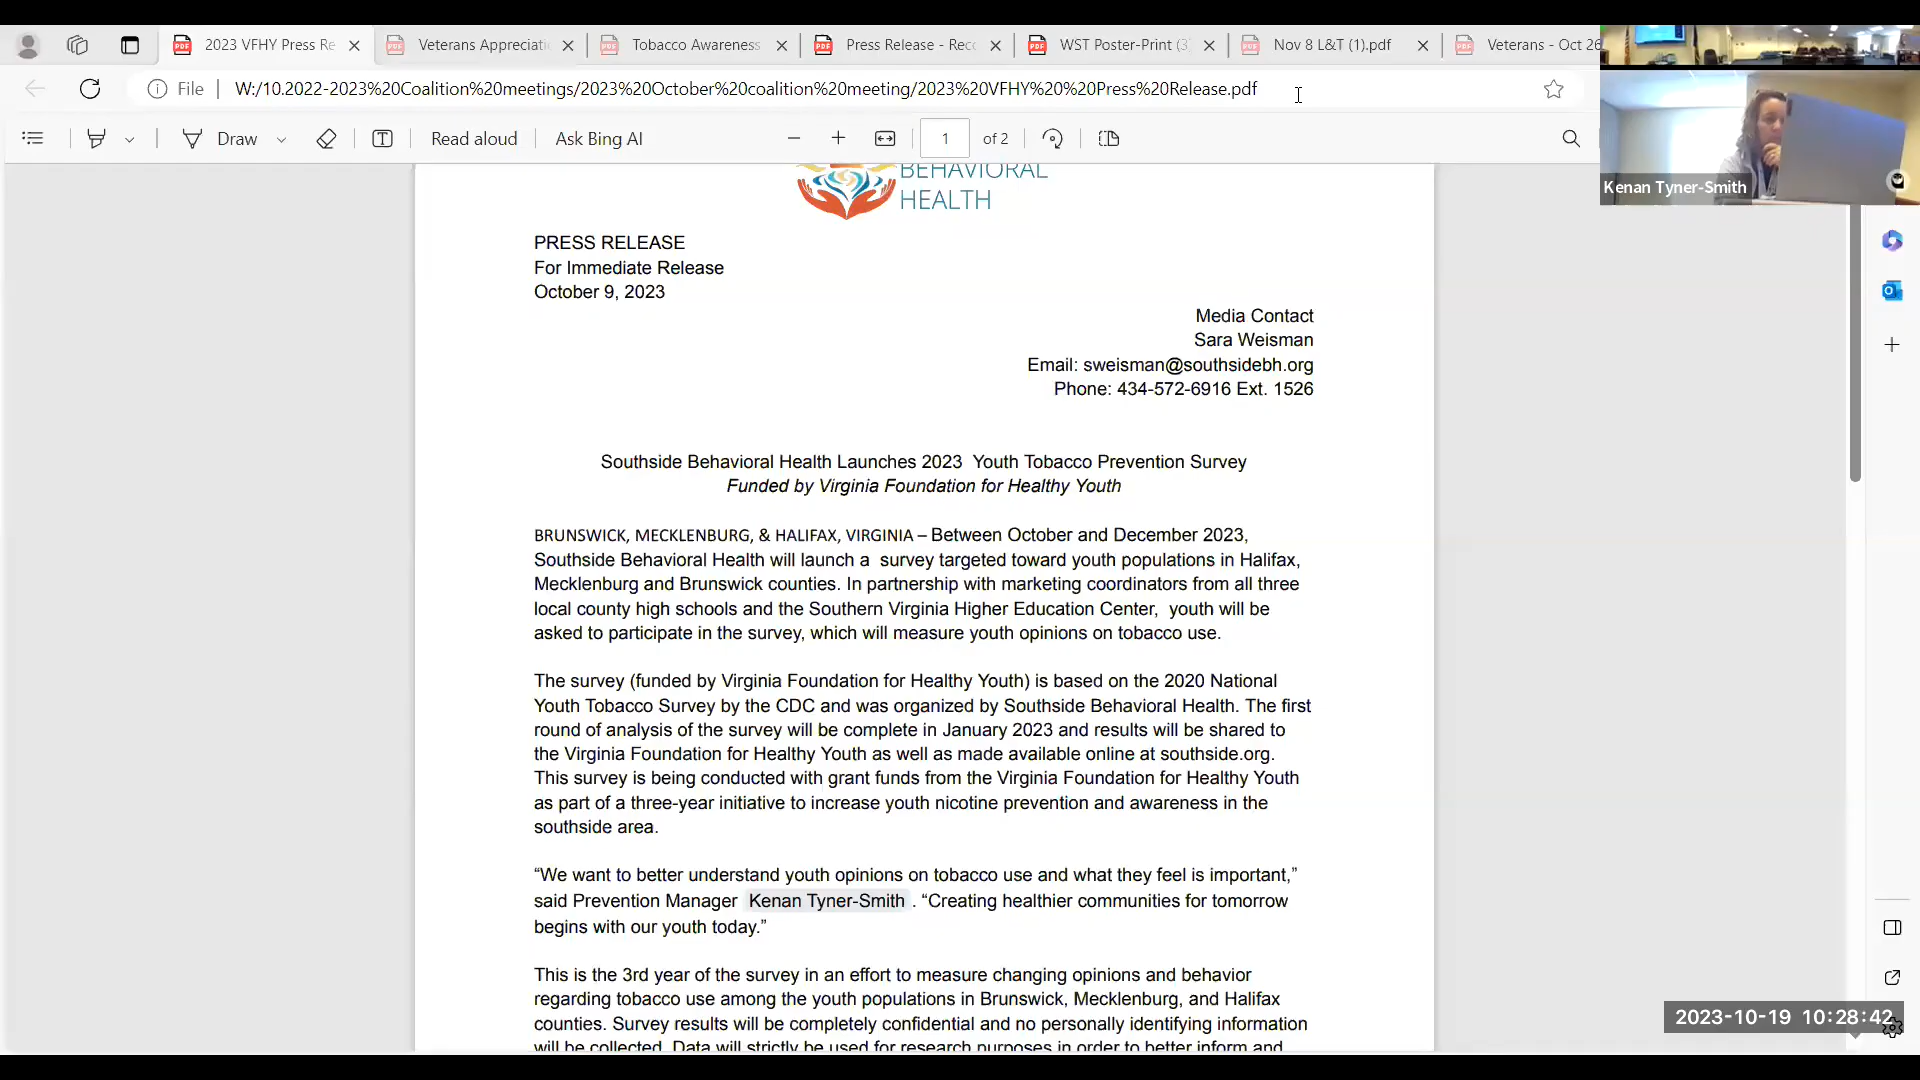 2023 VFHY Press Re
Veterans Appreciati
Tobacco Awareness
Press Release - Rec
WST Poster-Print (3
Nov 8 L&T (1).pdf
Veterans - Oct 26
File
W:/10.2022-2023%20Coalition%20meetings/2023%20October%20coalition%20meeting/2023%20VFHY%20%20Press%20Release.pdf
Draw
Read aloud
Ask Bing AI
1
of 2
Kenan Tyner-Smith
BEHAVIORAL
HEALTH
PRESS RELEASE
For Immediate Release
October 9, 2023
Media Contact
Sara Weisman
Email: sweisman@southsidebh.org
Phone: 434-572-6916 Ext. 1526
Southside Behavioral Health Launches 2023  Youth Tobacco Prevention Survey
Funded by Virginia Foundation for Healthy Youth
BRUNSWICK, MECKLENBURG, & HALIFAX, VIRGINIA – Between October and December 2023,
Southside Behavioral Health will launch a  survey targeted toward youth populations in Halifax,
Mecklenburg and Brunswick counties. In partnership with marketing coordinators from all three
local county high schools and the Southern Virginia Higher Education Center,  youth will be
asked to participate in the survey, which will measure youth opinions on tobacco use.
The survey (funded by Virginia Foundation for Healthy Youth) is based on the 2020 National
Youth Tobacco Survey by the CDC and was organized by Southside Behavioral Health. The first
round of analysis of the survey will be complete in January 2023 and results will be shared to
the Virginia Foundation for Healthy Youth as well as made available online at southside.org.
This survey is being conducted with grant funds from the Virginia Foundation for Healthy Youth
as part of a three-year initiative to increase youth nicotine prevention and awareness in the
southside area.
“We want to better understand youth opinions on tobacco use and what they feel is important,”
said Prevention Manager Kenan Tyner-Smith . “Creating healthier communities for tomorrow
begins with our youth today.”
This is the 3rd year of the survey in an effort to measure changing opinions and behavior
regarding tobacco use among the youth populations in Brunswick, Mecklenburg, and Halifax
counties. Survey results will be completely confidential and no personally identifying information
will be collected. Data will strictly be used for research purposes in order to better inform and
2023-10-19 10:28:42